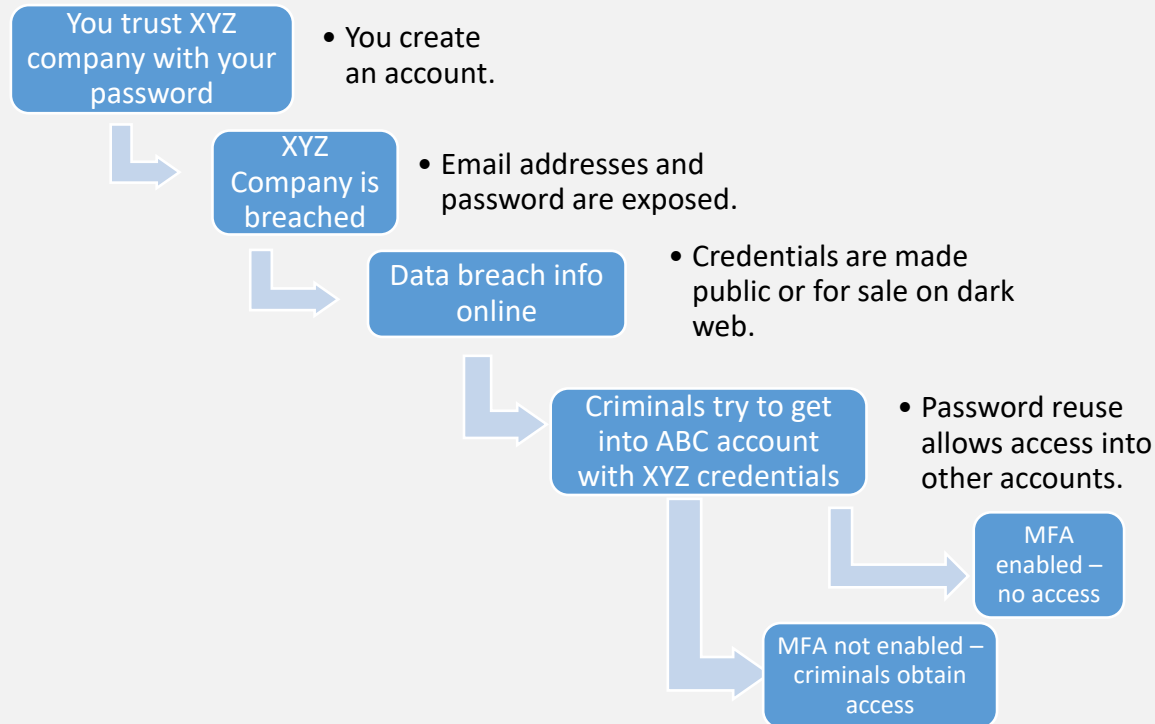 You trust XYZ
company with your
password
• You create
an account.
XYZ
Company is
breached
• Email addresses and
password are exposed.
Data breach info
online
• Credentials are made
public or for sale on dark
web.
Criminals try to get
into ABC account
with XYZ credentials
• Password reuse
allows access into
other accounts.
MFA
enabled –
no access
MFA not enabled –
criminals obtain
access